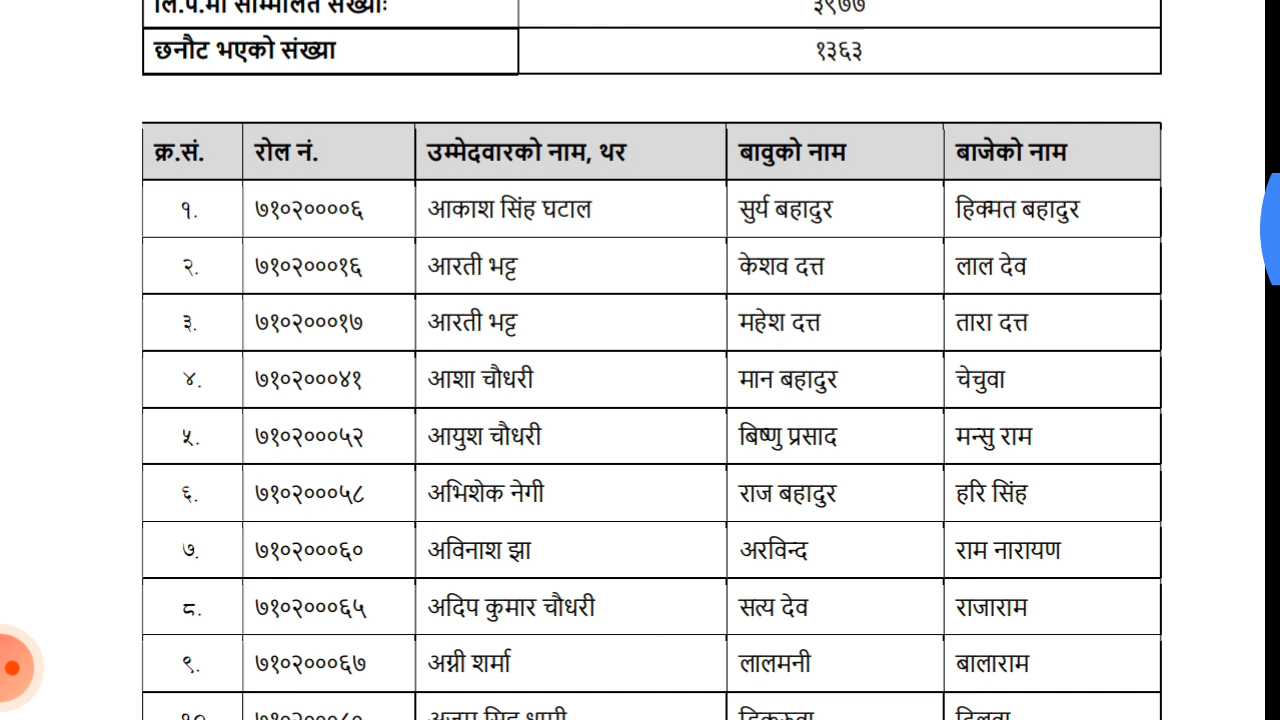 लि.प.मा सम्मिलित संख्याः ३९७७
छनौट भएको संख्या १३६३
क्र.सं. रोल नं. उम्मेदवारको नाम, थर बावुको नाम बाजेको नाम
१. ७१०२००००६ आकाश सिंह घटाल सुर्य बहादुर हिक्मत बहादुर
२. ७१०२०००१६ आरती भट्ट केशव दत्त लाल देव
३. ७१०२०००१७ आरती भट्ट महेश दत्त तारा दत्त
४. ७१०२०००४१ आशा चौधरी मान बहादुर चेचुवा
५. ७१०२०००५२ आयुश चौधरी बिष्णु प्रसाद मन्सु राम
६. ७१०२०००५८ अभिशेक नेगी राज बहादुर हरि सिंह
७. ७१०२०००६० अविनाश झा अरविन्द राम नारायण
८. ७१०२०००६५ अदिप कुमार चौधरी सत्य देव राजाराम
९. ७१०२०००६७ अग्नी शर्मा लालमनी बालाराम